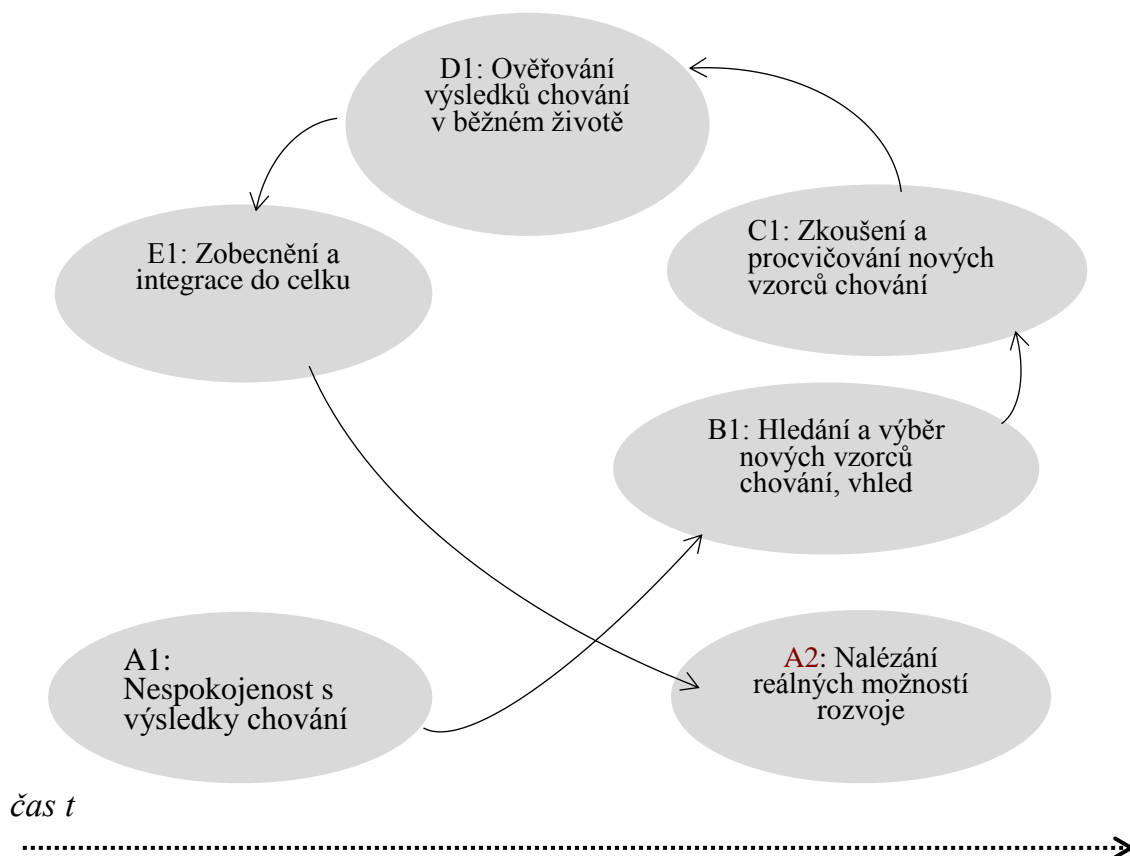 D1: Ověřování
výsledků chování
v běžném životě
E1: Zobecnění a
integrace do celku
C1: Zkoušení a
procvičování nových
vzorců chování
B1: Hledání a výběr
nových vzorců
chování, vhled
A1:
Nespokojenost s
výsledky chování
A2: Nalézání
reálných možností
rozvoje
čas t